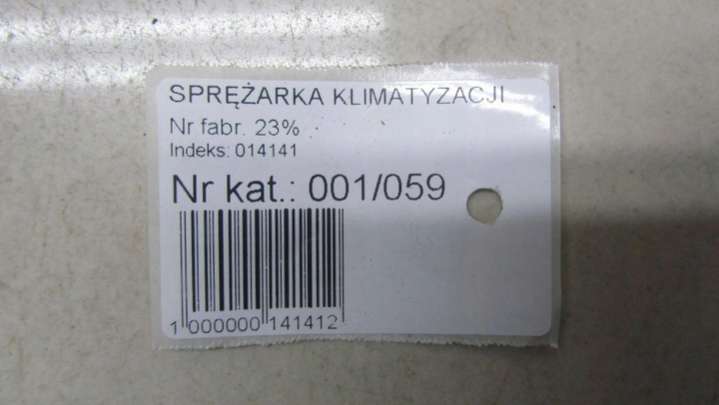 SPRĘŻARKA KLIMATYZACJI
Nr fabr. 23%
Indeks: 014141
Nr kat.: 001/059
1 000000 141412